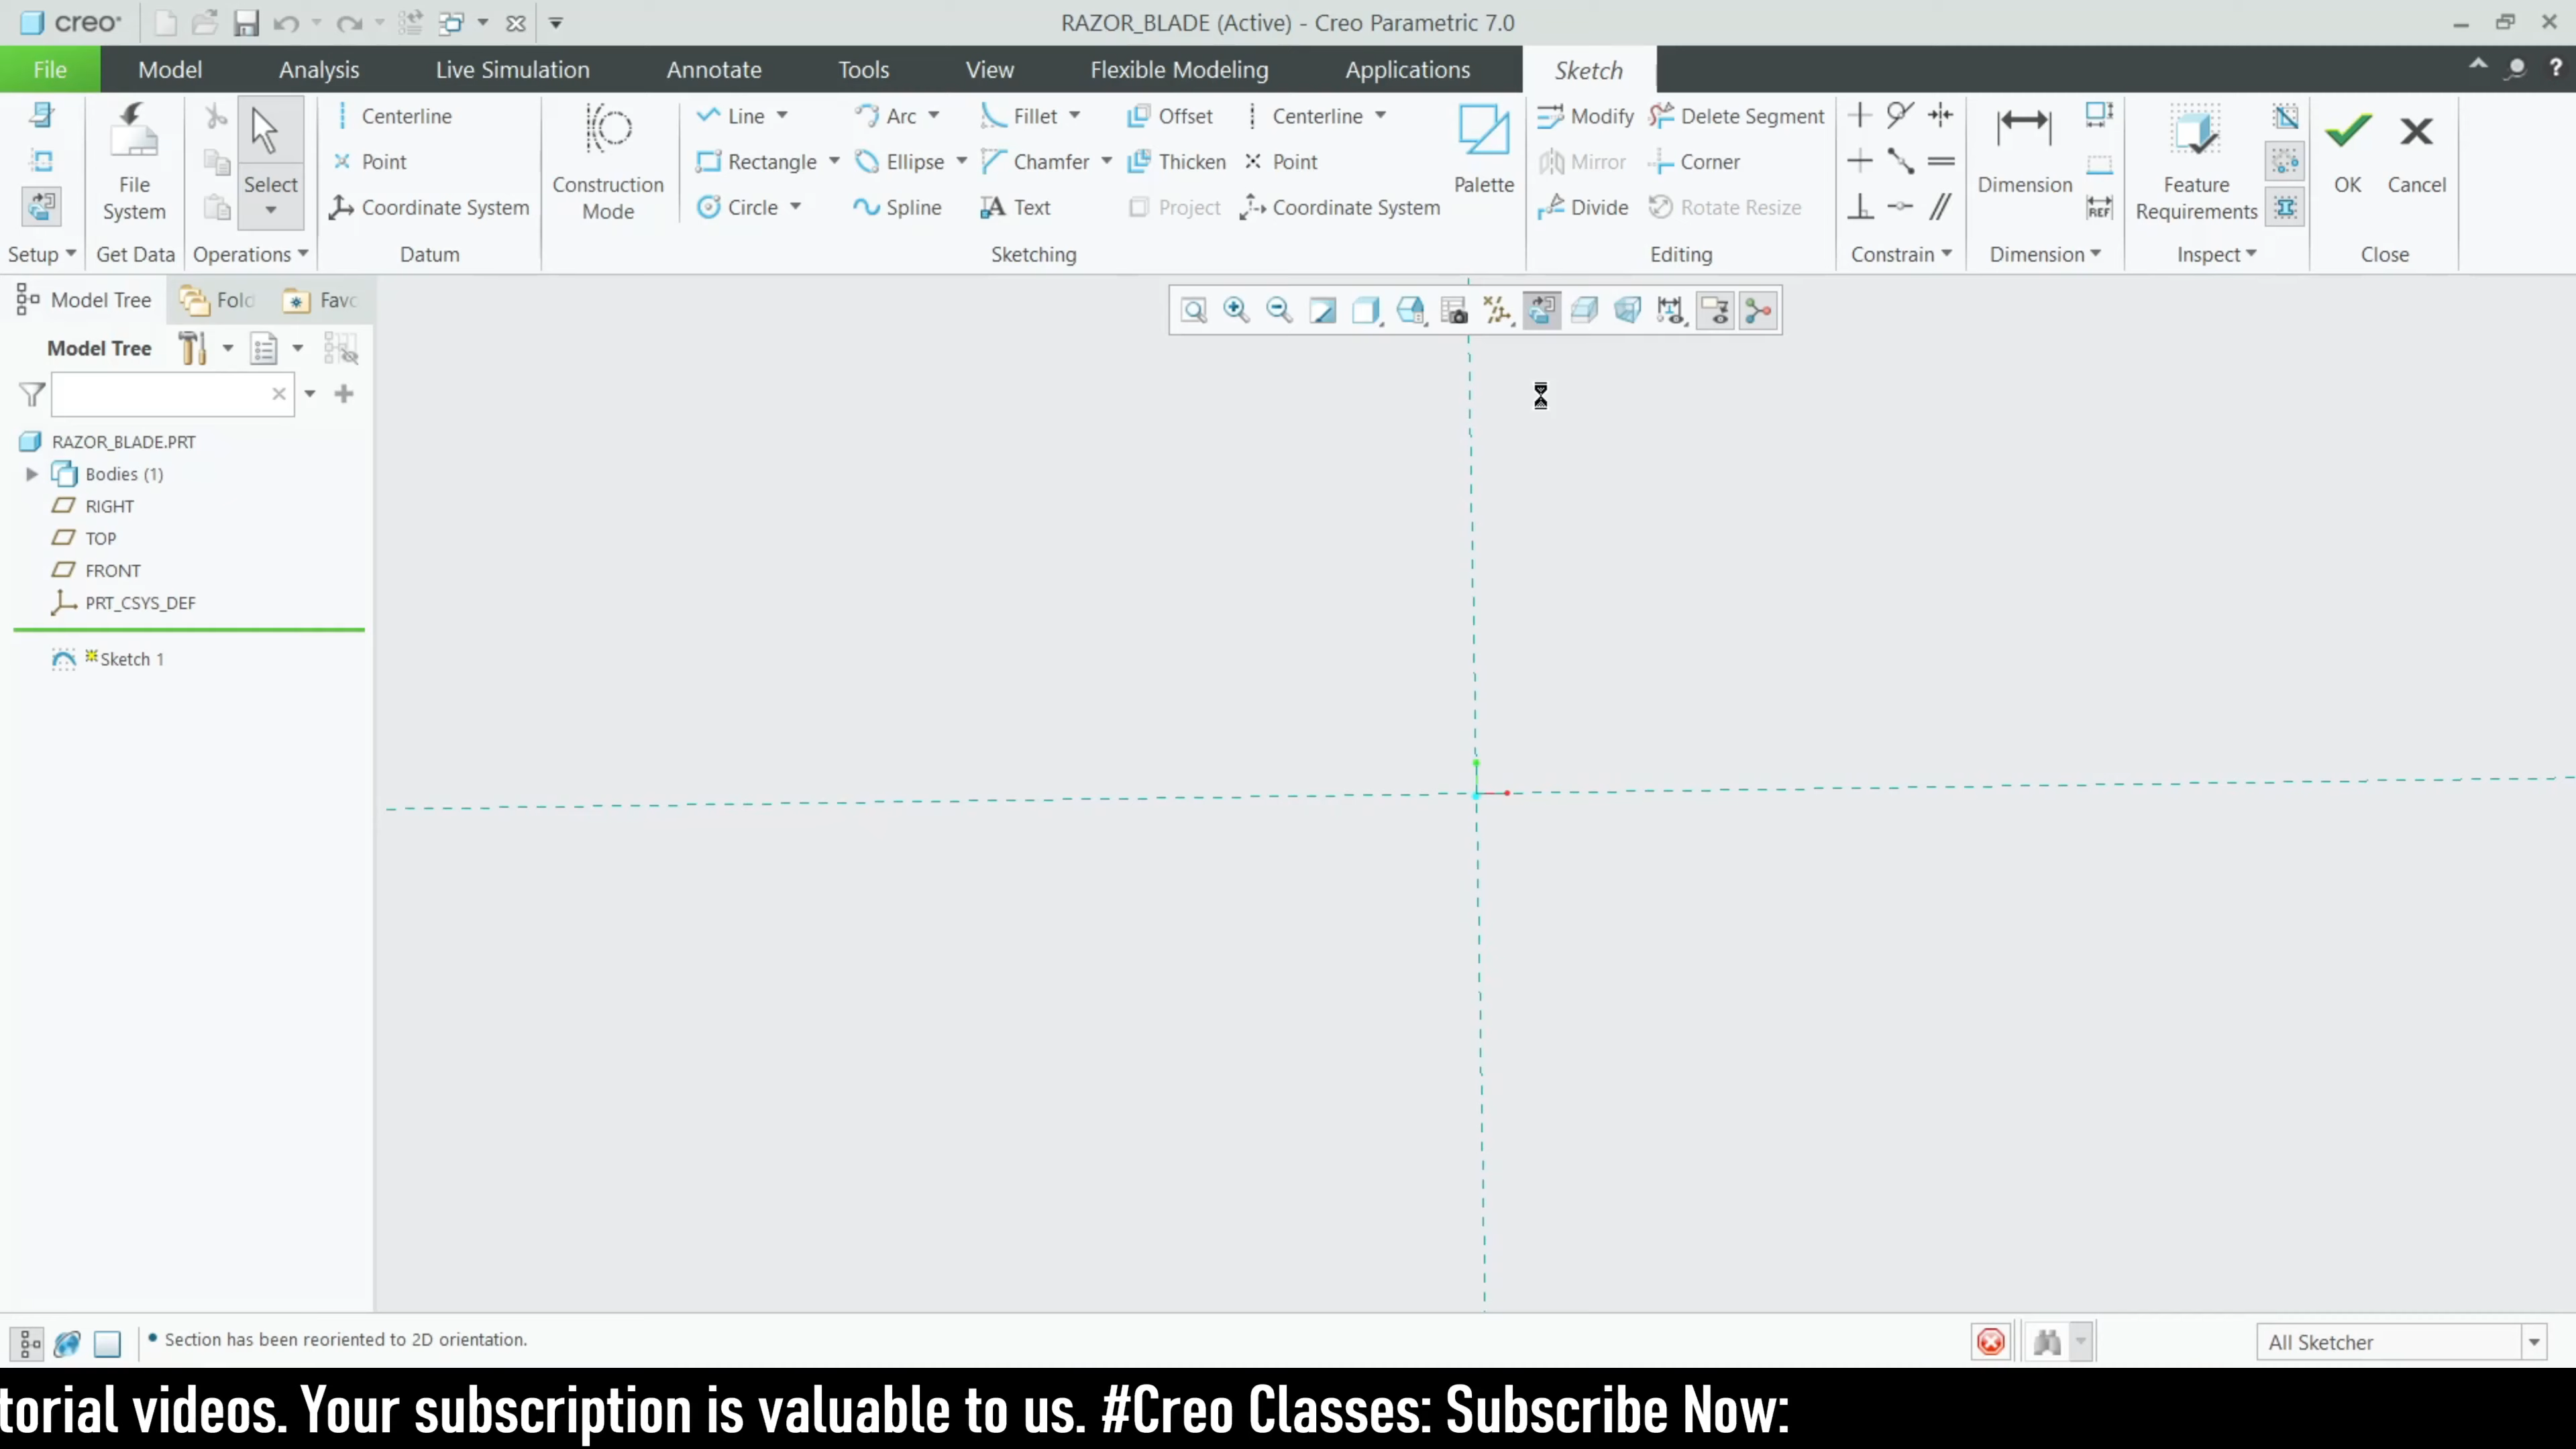 creo
RAZOR_BLADE (Active) - Creo Parametric 7.0
File Model Analysis Live Simulation Annotate Tools View Flexible Modeling Applications Sketch
Centerline
Point
Coordinate System
File System
Select
Construction Mode
Line Arc Fillet Offset Centerline
Rectangle Ellipse Chamfer Thicken Point
Circle Spline Text Project Coordinate System
Palette
Modify Delete Segment
Mirror Corner
Divide Rotate Resize
Dimension
REF
Feature Requirements
OK Cancel
Setup Get Data Operations Datum Sketching Editing Constrain Dimension Inspect Close
Model Tree Fold Favo
Model Tree
RAZOR_BLADE.PRT
Bodies (1)
RIGHT
TOP
FRONT
PRT_CSYS_DEF
Sketch 1
Section has been reoriented to 2D orientation.
All Sketcher
torial videos. Your subscription is valuable to us. #Creo Classes: Subscribe Now: